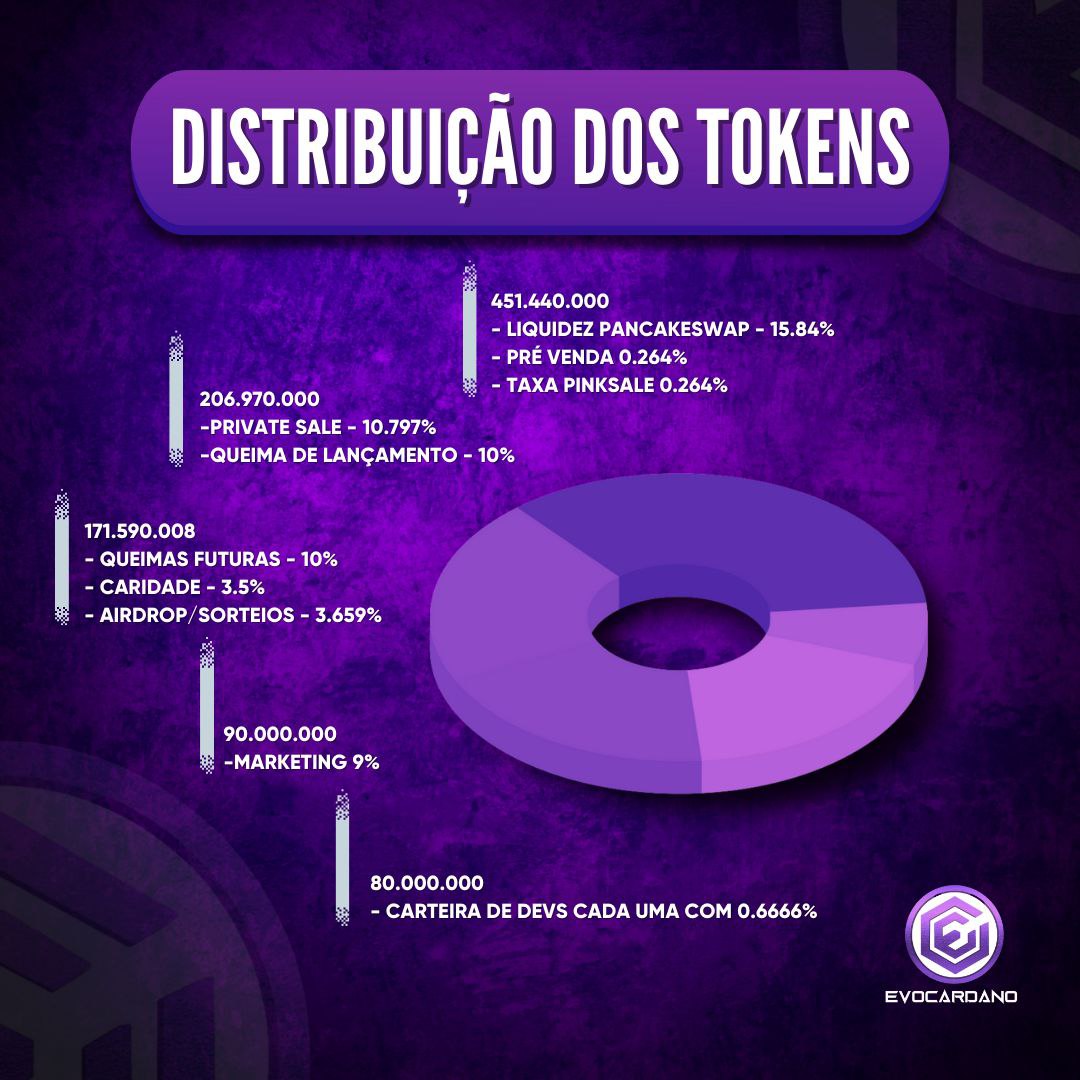 DISTRIBUIÇÃO DOS TOKENS
451.440.000
- LIQUIDEZ PANCAKESWAP - 15.84%
- PRÉ VENDA 0.264%
- TAXA PINKSALE 0.264%
206.970.000
-PRIVATE SALE - 10.797%
-QUEIMA DE LANÇAMENTO - 10%
171.590.008
- QUEIMAS FUTURAS - 10%
- CARIDADE - 3.5%
- AIRDROP/SORTEIOS - 3.659%
90.000.000
-MARKETING 9%
80.000.000
- CARTEIRA DE DEVS CADA UMA COM 0.6666%
EVOCARDANO